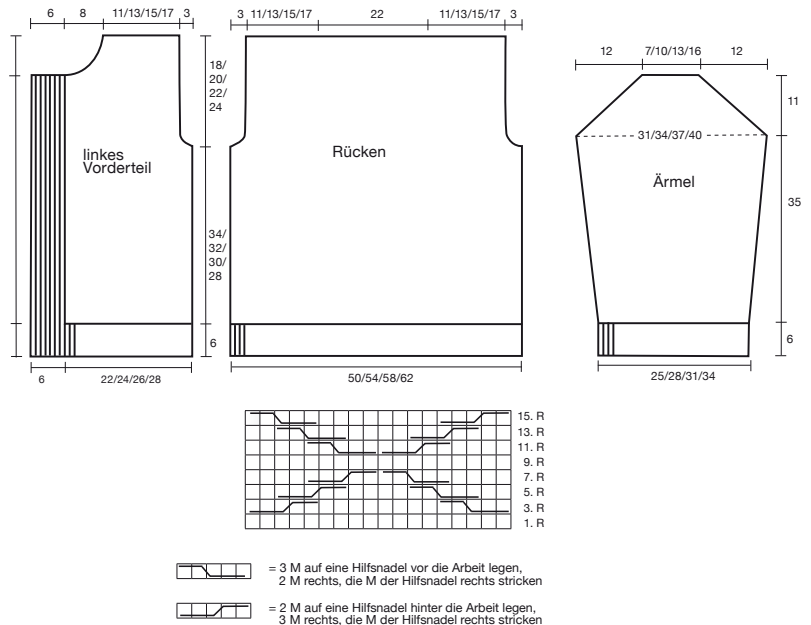 6 8 11/13/15/17 3
3 11/13/15/17 22 11/13/15/17 3
12 7/10/13/16 12
18/
20/
22/
24
11
linkes
Vorderteil
Rücken
31/34/37/40
Ärmel
34/
32/
30/
28
35
6
6
6 22/24/26/28
50/54/58/62
25/28/31/34
15. R
13. R
11. R
9. R
7. R
5. R
3. R
1. R
= 3 M auf eine Hilfsnadel vor die Arbeit legen,
2 M rechts, die M der Hilfsnadel rechts stricken
= 2 M auf eine Hilfsnadel hinter die Arbeit legen,
3 M rechts, die M der Hilfsnadel rechts stricken